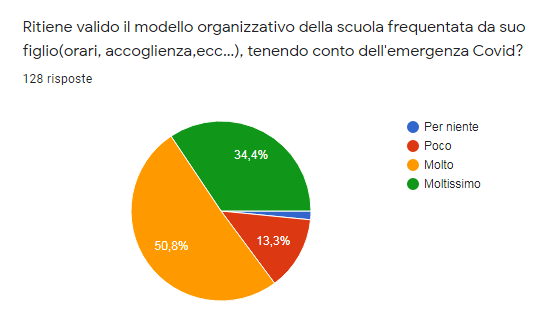 Ritiene valido il modello organizzativo della scuola frequentata da suo
figlio(orari, accoglienza,ecc...), tenendo conto dell'emergenza Covid?
128 risposte
Per niente
Poco
Molto
Moltissimo
34,4%
13,3%
50,8%